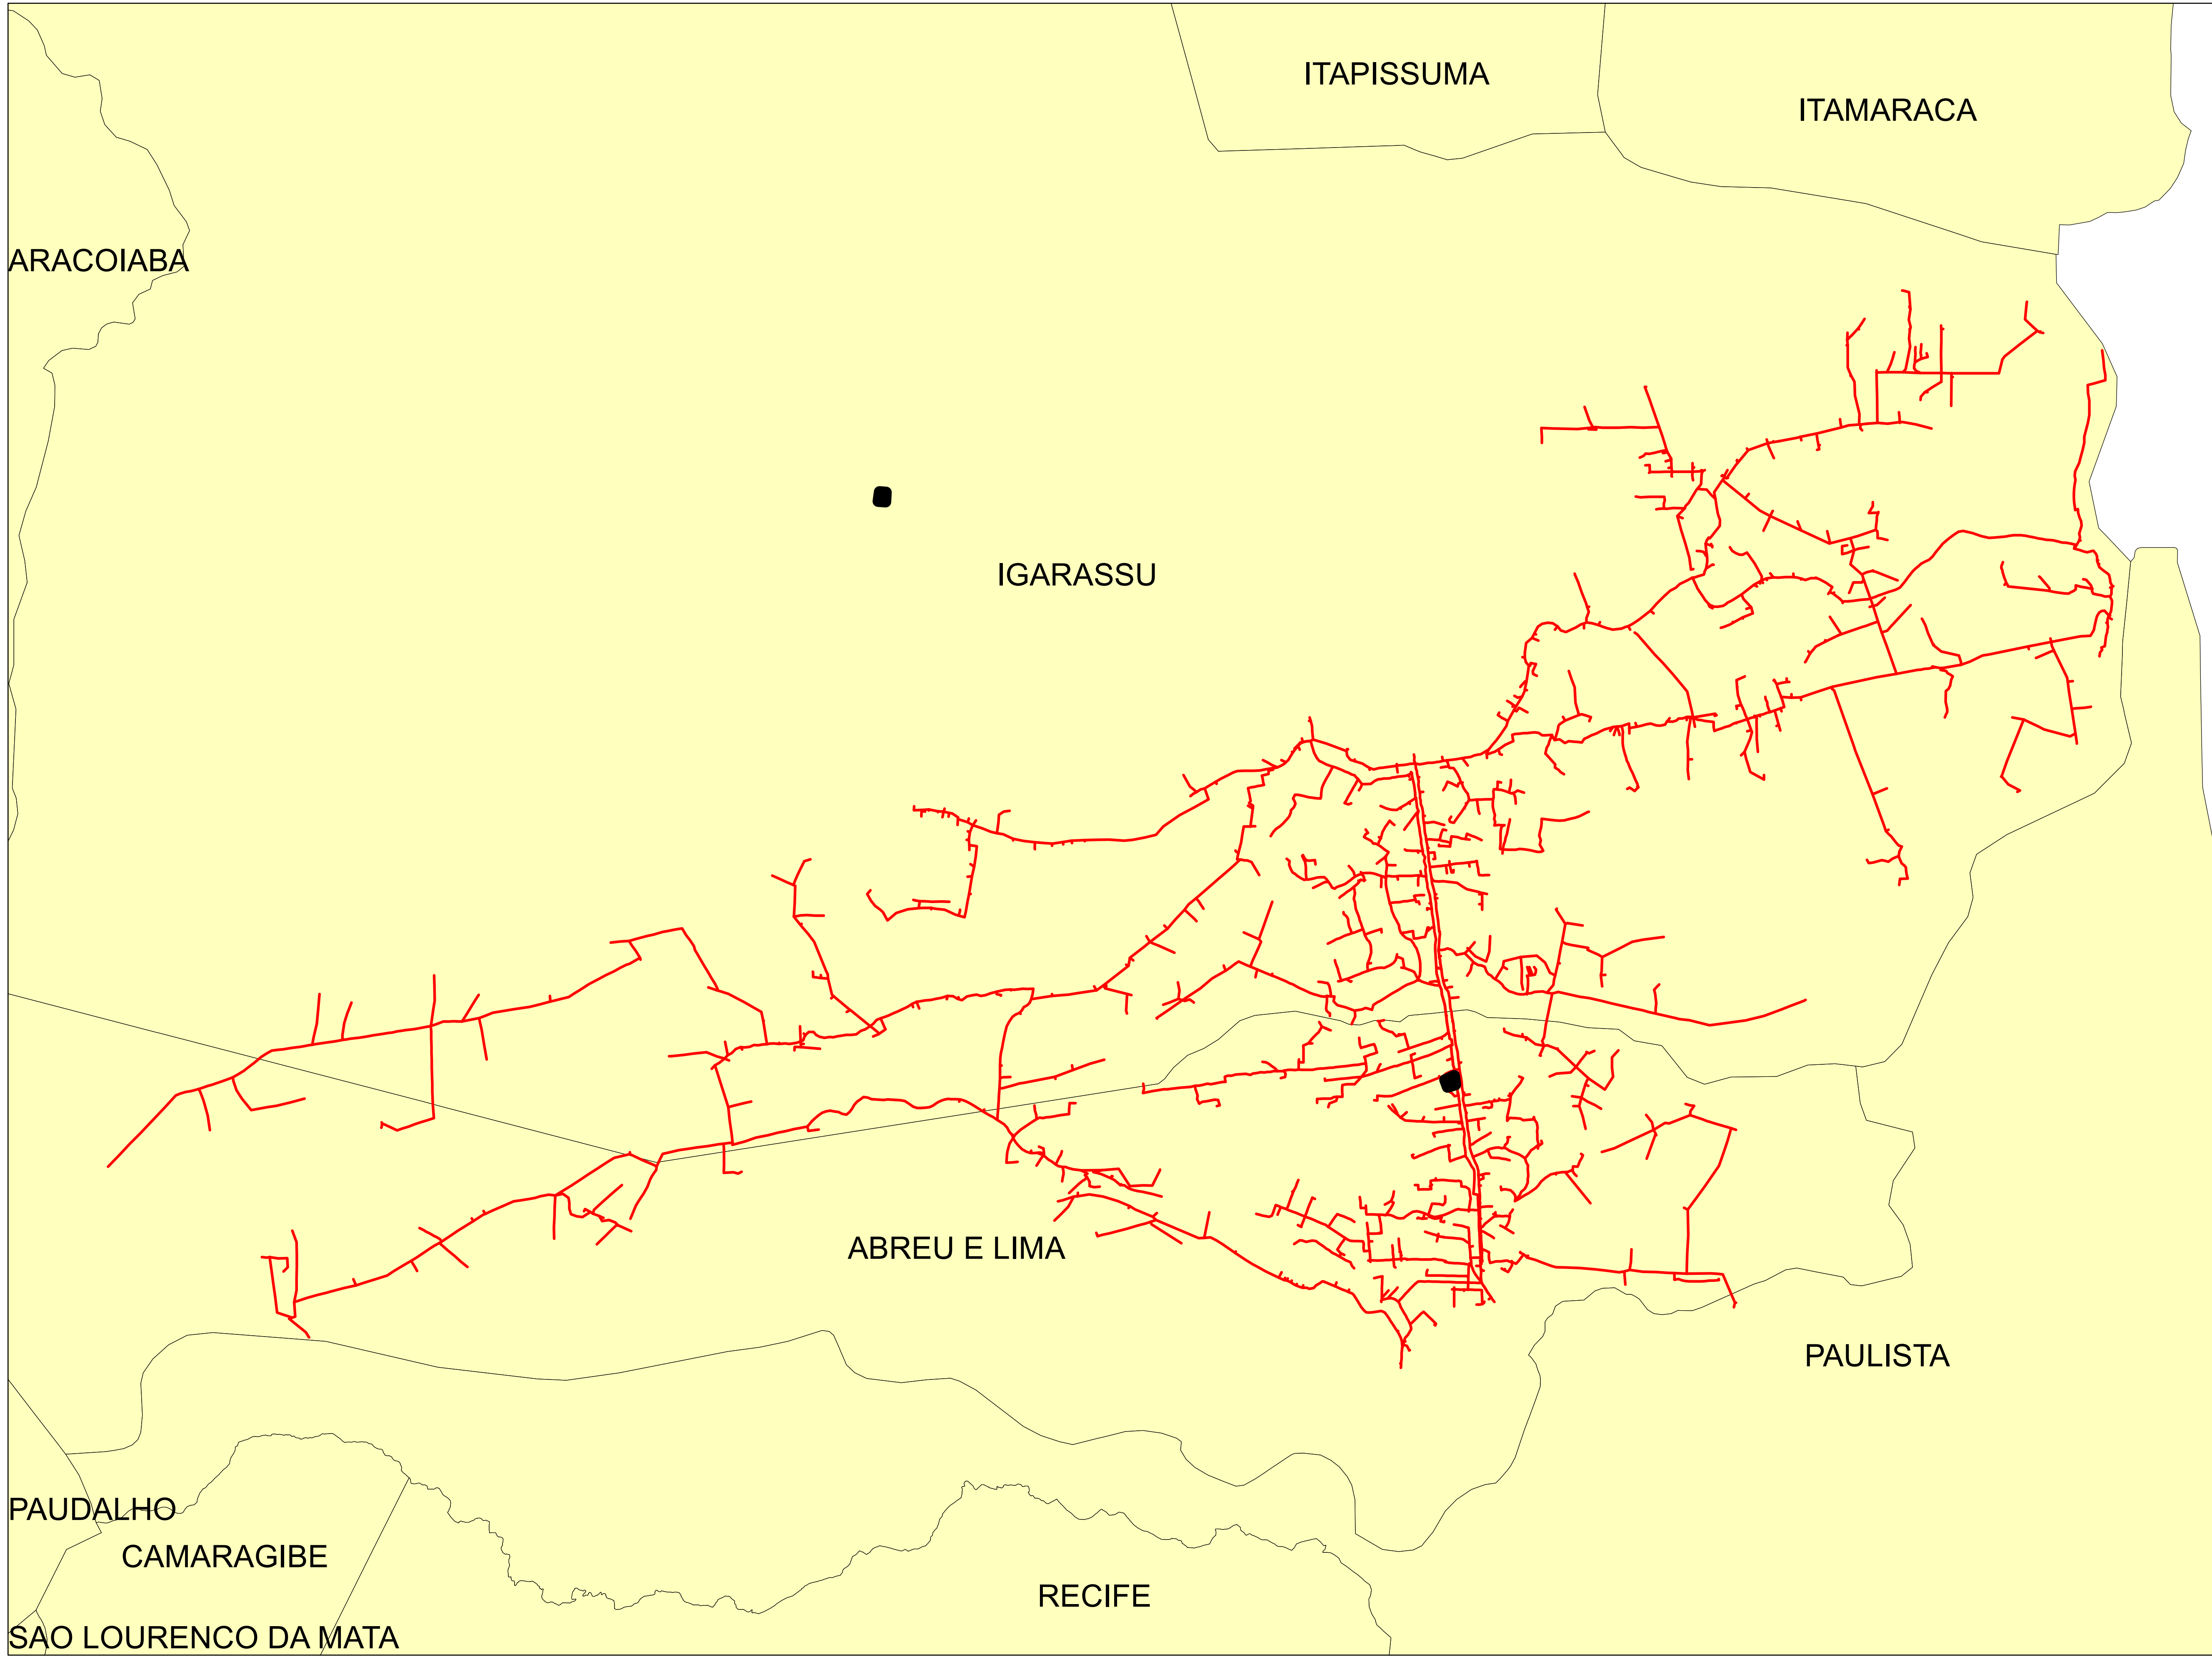 ITAPISSUMA
ITAMARACA
ARACOIABA
IGARASSU
ABREU E LIMA
PAULISTA
PAUDALHO
CAMARAGIBE
RECIFE
SAO LOURENCO DA MATA